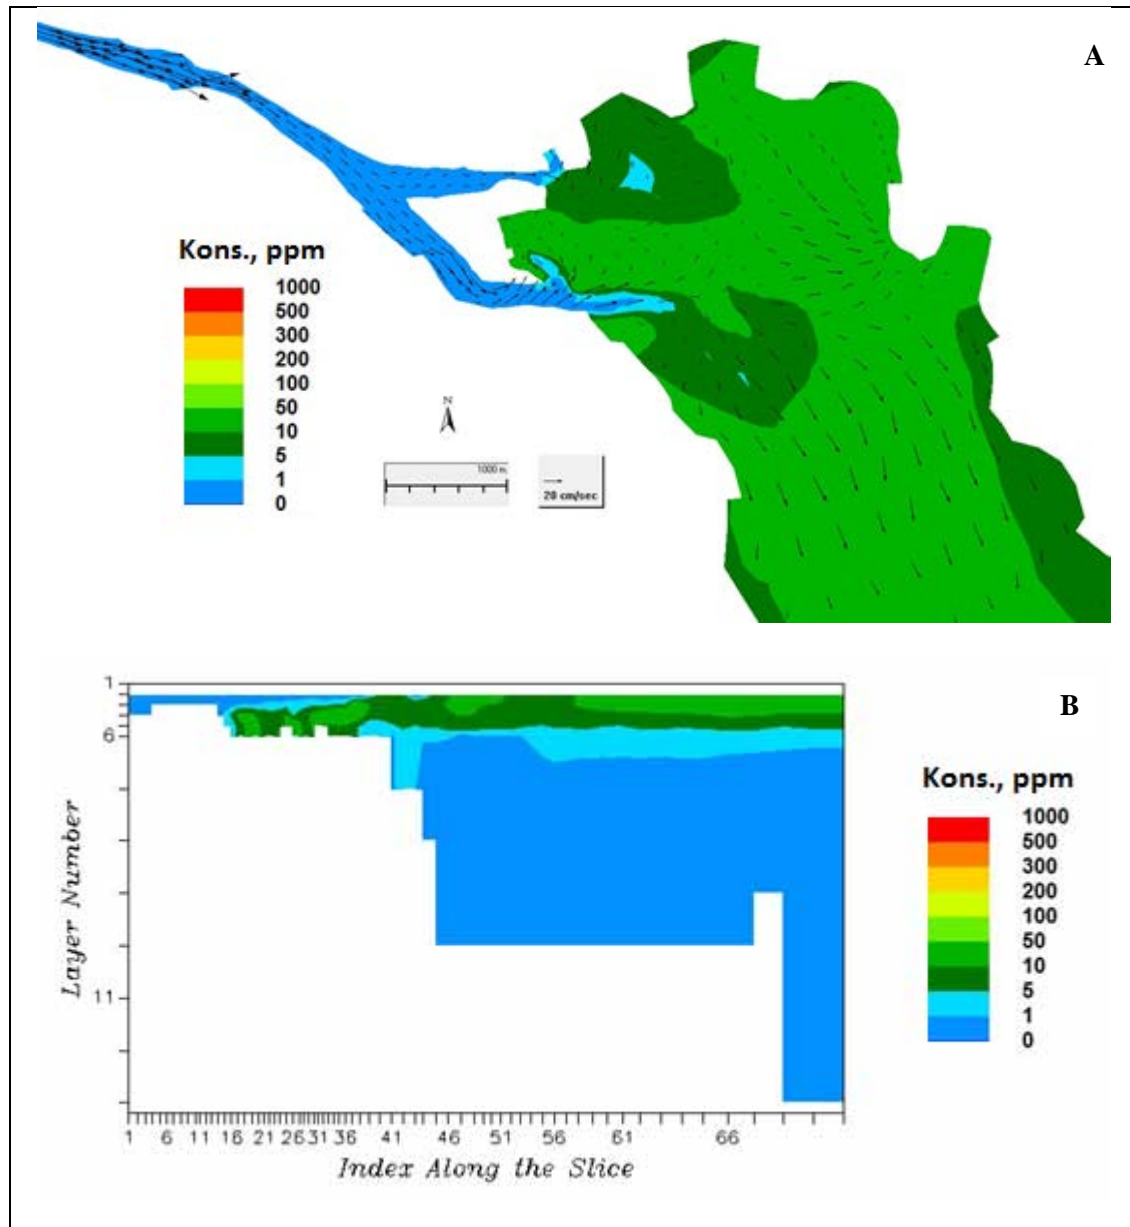 A
Kons., ppm
1000
500
300
200
100
50
10
5
1
0
N
1000 m.
20 cm/sec
B
1
6
11
Layer Number
1 6 11 16 21 26 31 36 41 46 51 56 61 66
Index Along the Slice
Kons., ppm
1000
500
300
200
100
50
10
5
1
0